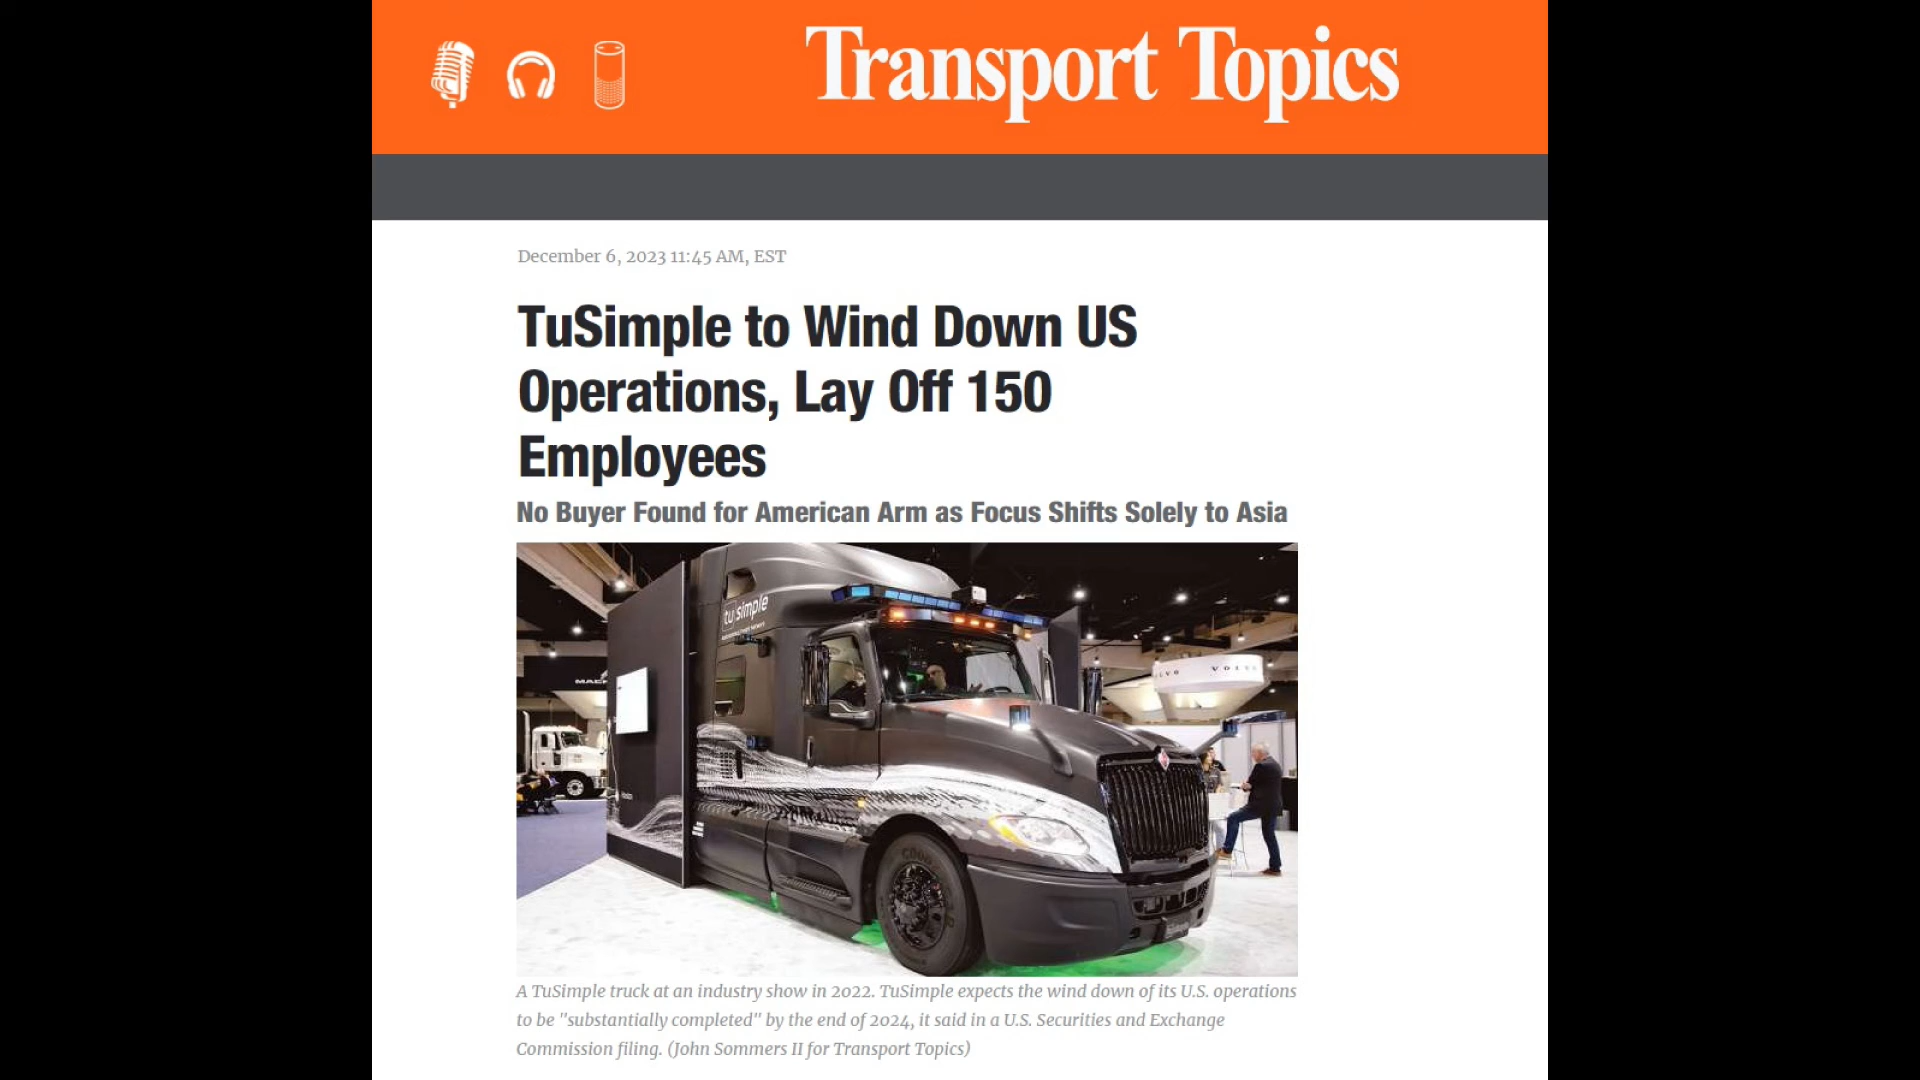 Transport Topics
December 6, 2023 11:45 AM, EST
TuSimple to Wind Down US
Operations, Lay Off 150
Employees
No Buyer Found for American Arm as Focus Shifts Solely to Asia
tu simple
MACK
VOLVO
A TuSimple truck at an industry show in 2022. TuSimple expects the wind down of its U.S. operations
to be "substantially completed" by the end of 2024, it said in a U.S. Securities and Exchange
Commission filing. (John Sommers II for Transport Topics)